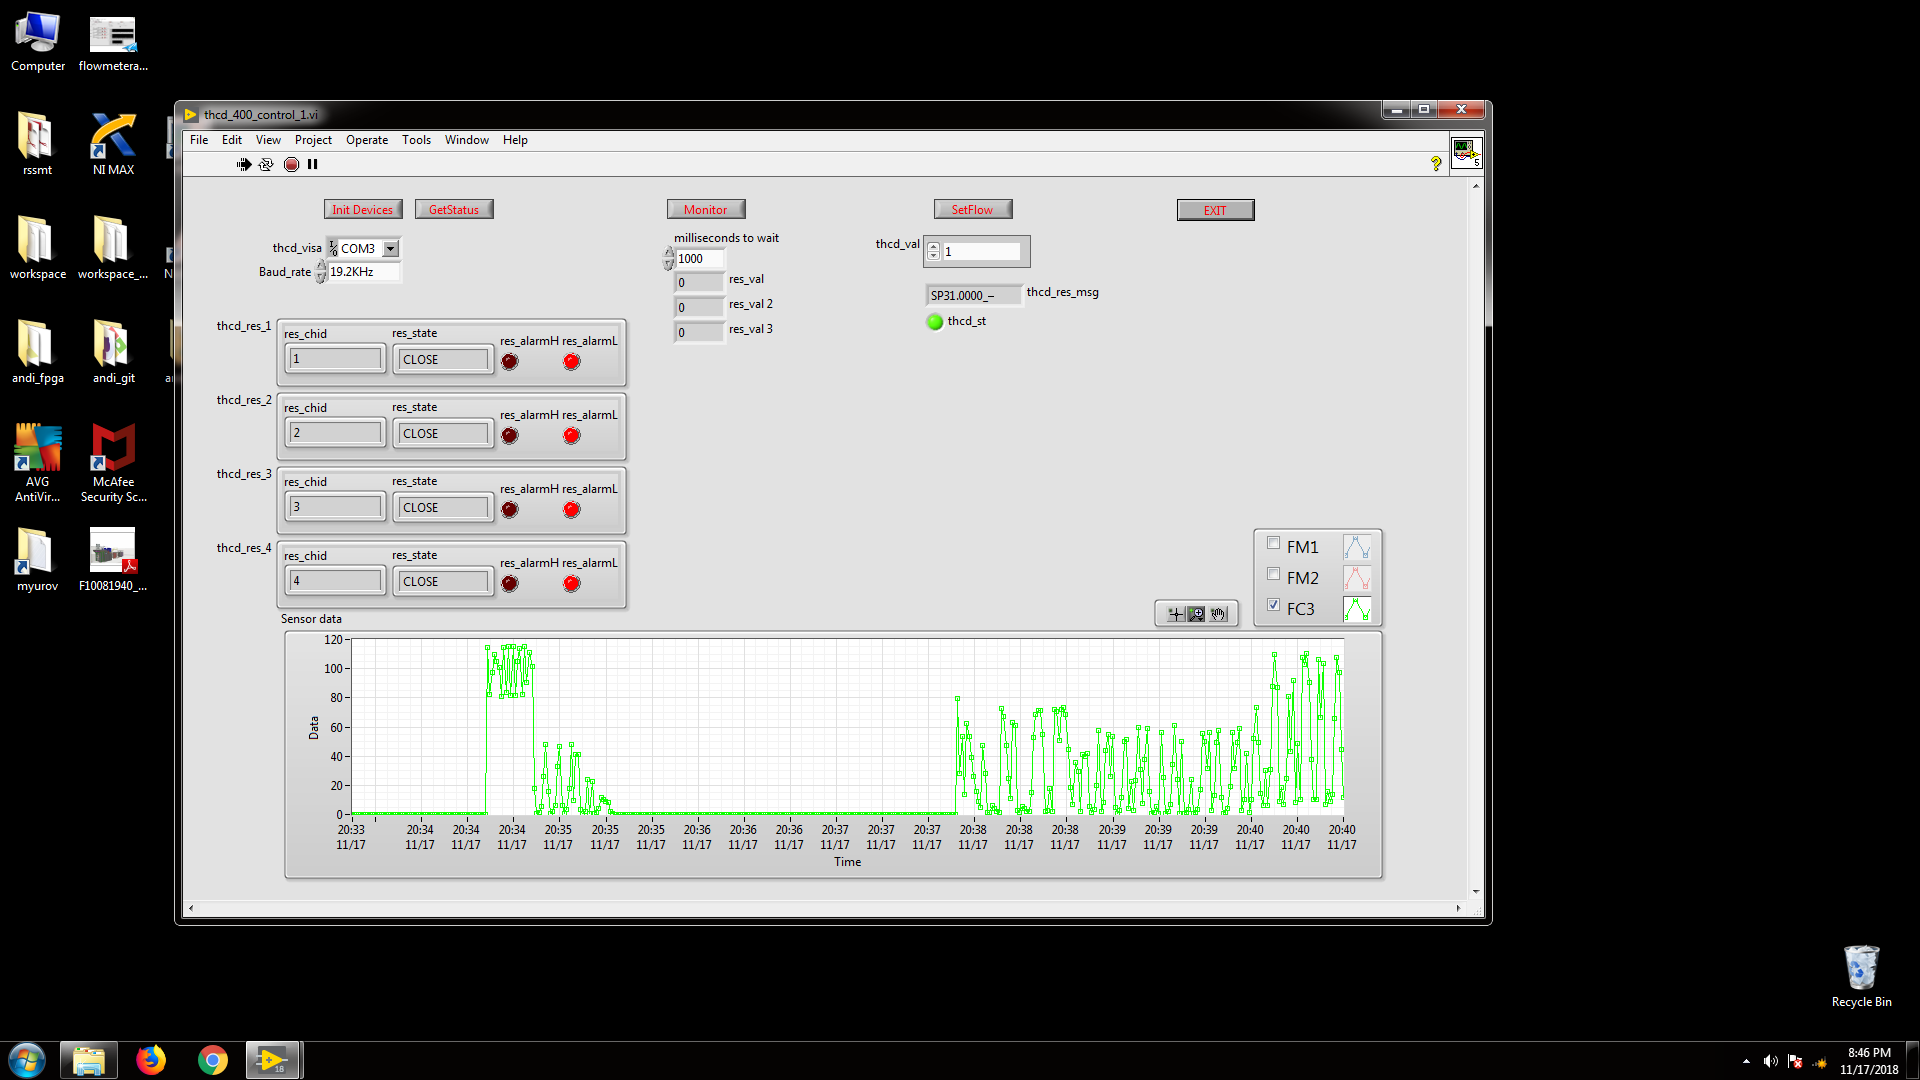 Computer
flowmetera...
rssmt
NI MAX
workspace
workspace_...
andi_fpga
andi_git
AVG
AntiVir...
McAfee
Security Sc...
myurov
F10081940_...
Recycle Bin
thcd_400_control_1.vi
File Edit View Project Operate Tools Window Help
5
Init Devices GetStatus Monitor SetFlow EXIT
thcd_visa COM3
Baud_rate 19.2KHz
milliseconds to wait
1000
0 res_val
0 res_val 2
0 res_val 3
thcd_val 1
SP31.0000_-- thcd_res_msg
thcd_st
thcd_res_1
res_chid res_state res_alarmH res_alarmL
1 CLOSE
thcd_res_2
res_chid res_state res_alarmH res_alarmL
2 CLOSE
thcd_res_3
res_chid res_state res_alarmH res_alarmL
3 CLOSE
thcd_res_4
res_chid res_state res_alarmH res_alarmL
4 CLOSE
FM1
FM2
FC3
Sensor data
120
100
80
60
40
20
0
Data
20:33 20:34 20:34 20:34 20:35 20:35 20:35 20:36 20:36 20:36 20:37 20:37 20:37 20:38 20:38 20:38 20:39 20:39 20:39 20:40 20:40 20:40
11/17 11/17 11/17 11/17 11/17 11/17 11/17 11/17 11/17 11/17 11/17 11/17 11/17 11/17 11/17 11/17 11/17 11/17 11/17 11/17 11/17 11/17
Time
18
8:46 PM
11/17/2018